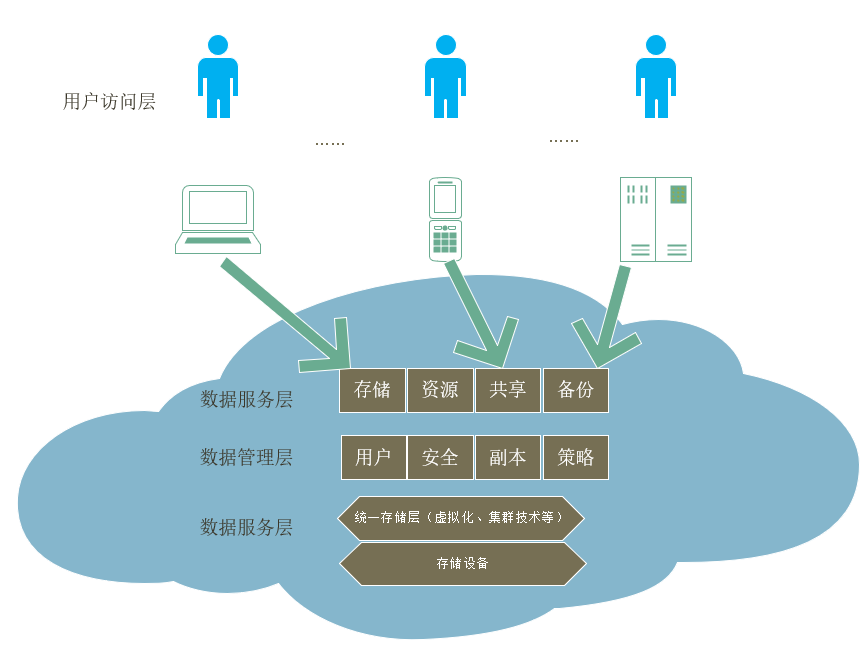 用户访问层
……
……
数据服务层
存储 资源 共享 备份
数据管理层
用户 安全 副本 策略
数据服务层
统一存储层（虚拟化、集群技术等）
存储设备